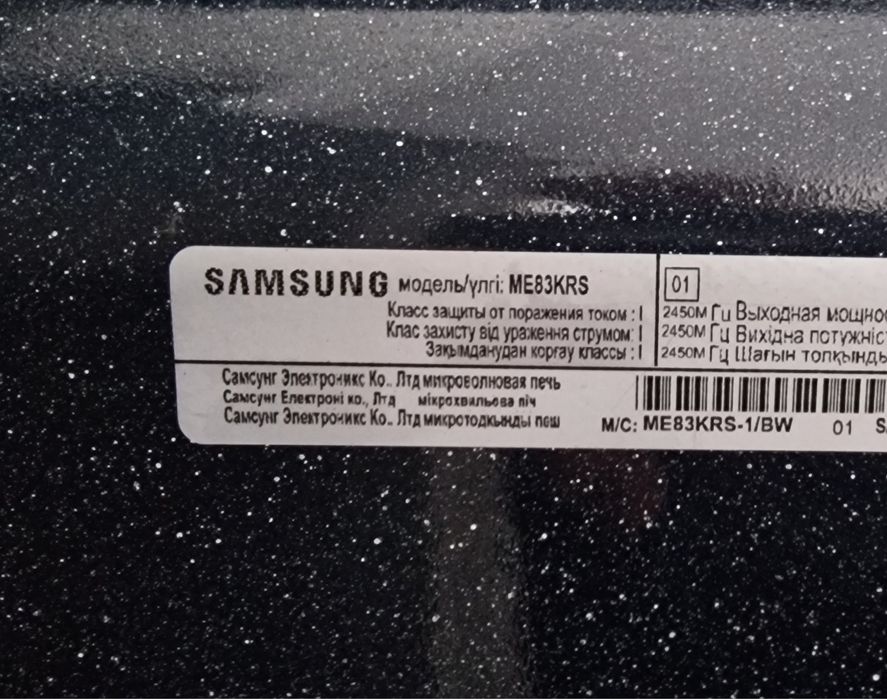 SAMSUNG модель/үлгі: ME83KRS
Класс защиты от поражения током : I
Клас захисту від ураження струмом: I
Зақымданудан қорғау классы : I
01
2450М Гц Выходная мощнос
2450М Гц Вихідна потужніст
2450М Гц Шағын толқынды
Самсунг Электроникс Ко.. Лтд микроволновая печь
Самсунг Електроні ко., Лтд мікрохвильова піч
Самсунг Электроникс Ко.. Лтд микротолқынды пеш
M/C: ME83KRS-1/BW 01 S